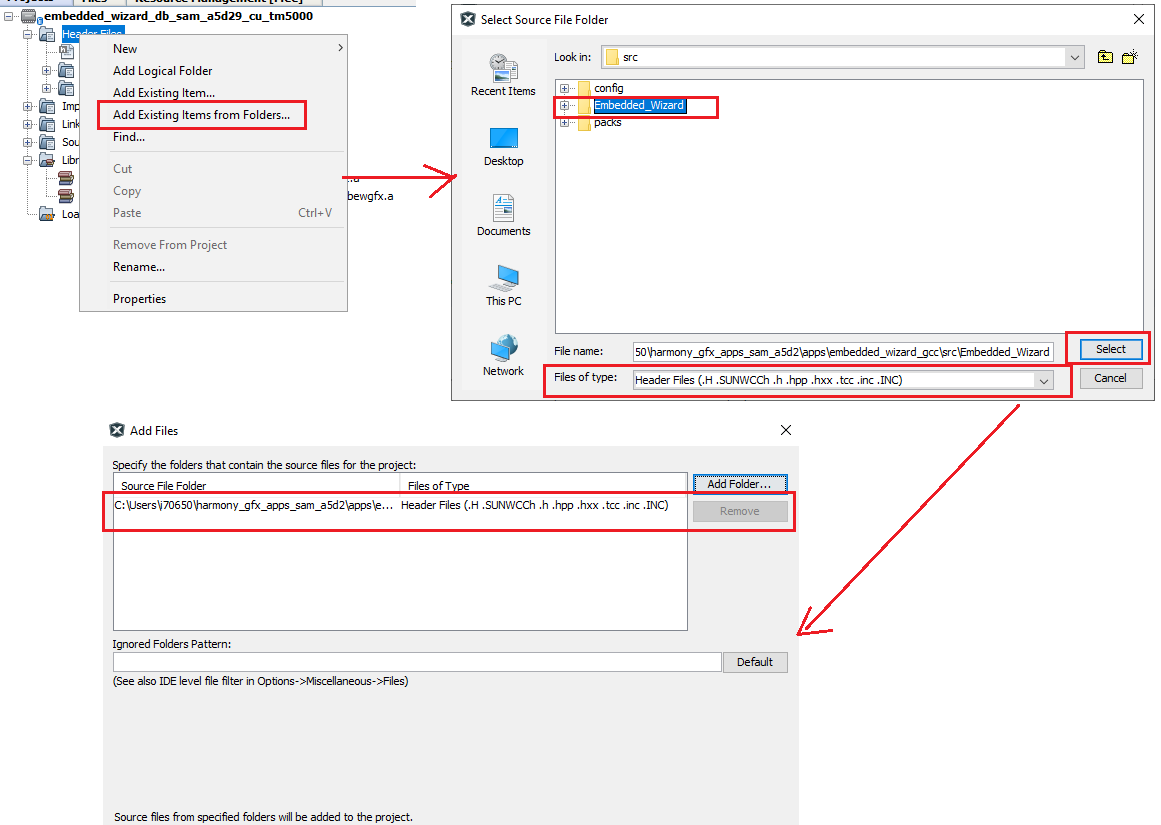 Projects Files Resource Management [Free]
embedded_wizard_db_sam_a5d29_cu_tm5000
Header Files
New
Add Logical Folder
Add Existing Item...
Add Existing Items from Folders...
Find...
Cut
Copy
Paste Ctrl+V
Remove From Project
Rename...
Properties
Imp
Link
Sou
Libr
Loa
.a
bewgfx.a
Select Source File Folder
Look in: src
Recent Items
Desktop
Documents
This PC
Network
config
Embedded_Wizard
packs
File name: 50\harmony_gfx_apps_sam_a5d2\apps\embedded_wizard_gcc\src\Embedded_Wizard
Select
Files of type: Header Files (.H .SUNWCCh .h .hpp .hxx .tcc .inc .INC)
Cancel
Add Files
Specify the folders that contain the source files for the project:
Source File Folder Files of Type
Add Folder...
C:\Users\i70650\harmony_gfx_apps_sam_a5d2\apps\e... Header Files (.H .SUNWCCh .h .hpp .hxx .tcc .inc .INC)
Remove
Ignored Folders Pattern:
Default
(See also IDE level file filter in Options->Miscellaneous->Files)
Source files from specified folders will be added to the project.